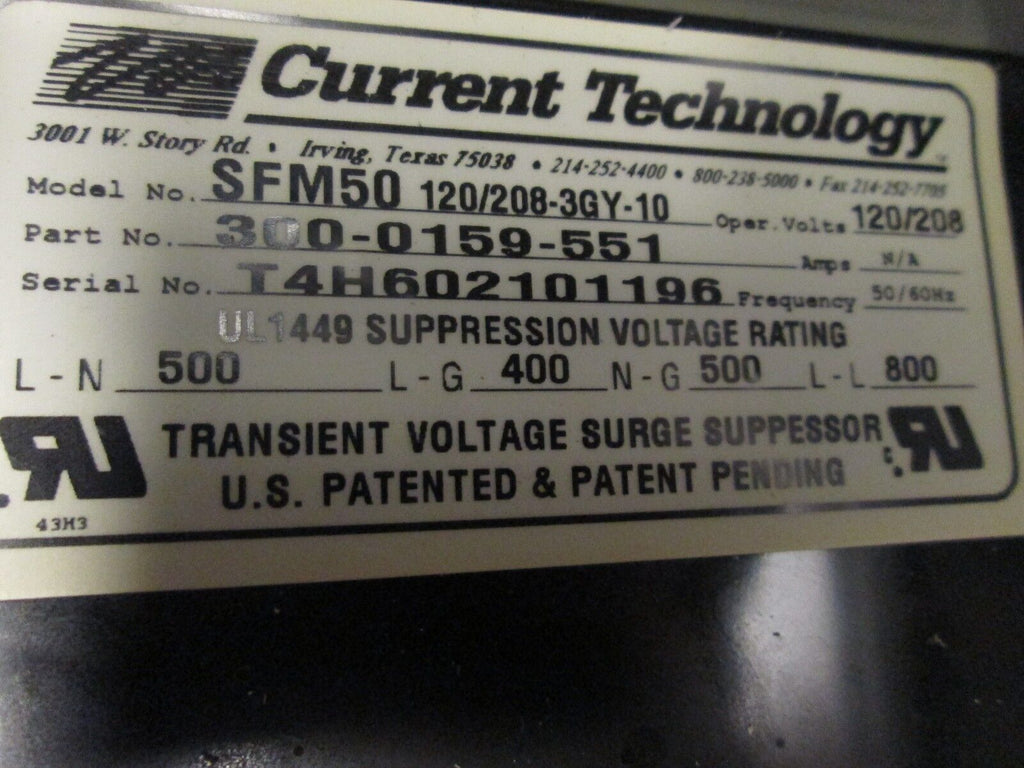 Current Technology
3001 W. Story Rd. • Irving, Texas 75038 • 214-252-4400 • 800-238-5000 • Fax 214-252-7705
Model No. SFM50 120/208-3GY-10 Oper.Volts 120/208
Part No. 300-0159-551 Amps N/A
Serial No. T4H602101196 Frequency 50/60Hz
UL1449 SUPPRESSION VOLTAGE RATING
L-N 500 L-G 400 N-G 500 L-L 800
TRANSIENT VOLTAGE SURGE SUPPESSOR
U.S. PATENTED & PATENT PENDING
43H3